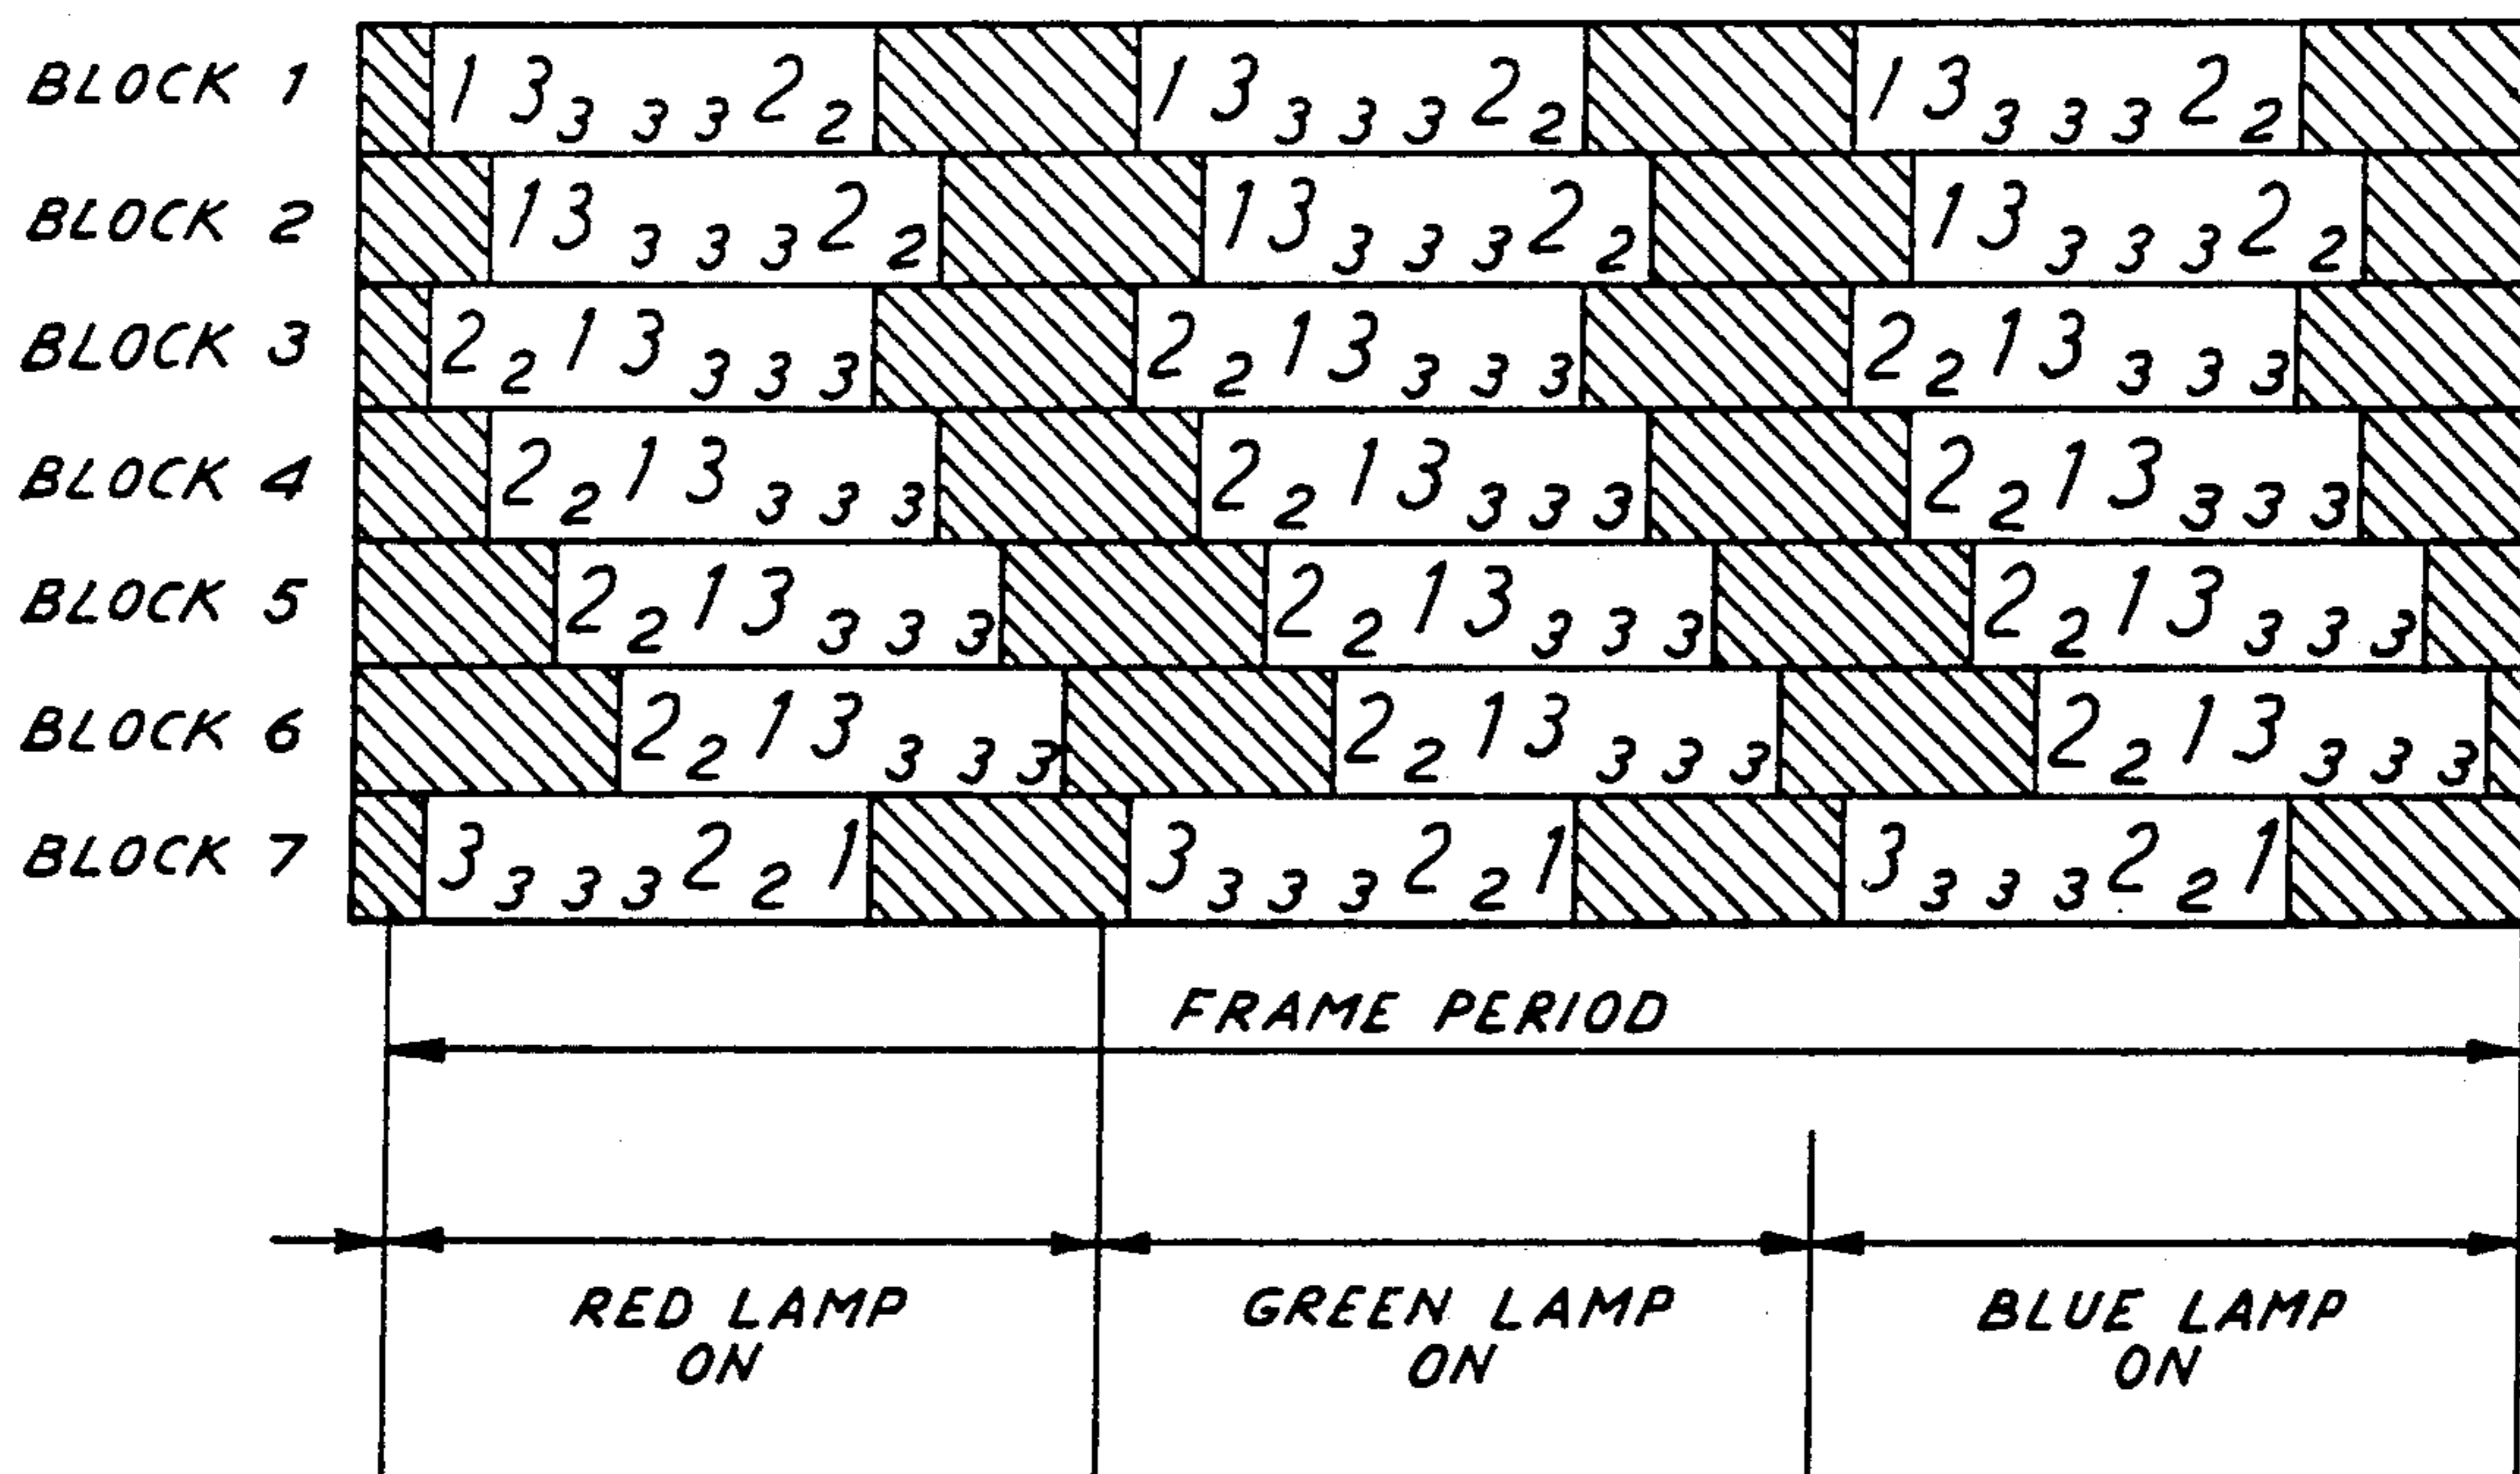 BLOCK 1 1 3 3 3 3 2 2 1 3 3 3 3 2 2 1 3 3 3 3 2 2
BLOCK 2 1 3 3 3 3 2 2 1 3 3 3 3 2 2 1 3 3 3 3 2 2
BLOCK 3 2 2 1 3 3 3 3 2 2 1 3 3 3 3 2 2 1 3 3 3 3
BLOCK 4 2 2 1 3 3 3 3 2 2 1 3 3 3 3 2 2 1 3 3 3 3
BLOCK 5 2 2 1 3 3 3 3 2 2 1 3 3 3 3 2 2 1 3 3 3 3
BLOCK 6 2 2 1 3 3 3 3 2 2 1 3 3 3 3 2 2 1 3 3 3 3
BLOCK 7 3 3 3 3 2 2 1 3 3 3 3 2 2 1 3 3 3 3 2 2 1
FRAME PERIOD
RED LAMP
ON
GREEN LAMP
ON
BLUE LAMP
ON